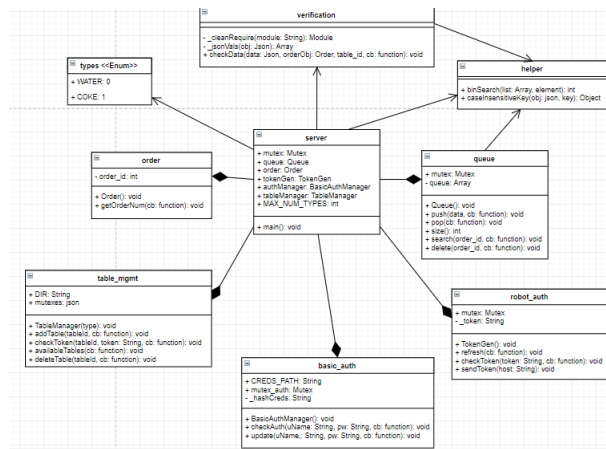 verification
- _cleanRequire(module: String): Module
- _jsonVals(obj: Json): Array
+ checkData(data: Json, orderObj: Order, table_id, cb: function): void
types <<Enum>>
+ WATER: 0
+ COKE: 1
helper
+ binSearch(list: Array, element): int
+ caseInsensitiveKey(obj: json, key): Object
server
+ mutex: Mutex
+ queue: Queue
+ order: Order
+ tokenGen: TokenGen
+ authManager: BasicAuthManager
+ tableManager: TableManager
+ MAX_NUM_TYPES: int
+ main(): void
order
- order_id: int
+ Order(): void
+ getOrderNum(cb: function): void
queue
+ mutex: Mutex
- queue: Array
+ Queue(): void
+ push(data, cb: function): void
+ pop(cb: function): void
+ size(): int
+ search(order_id, cb: function): void
+ delete(order_id, cb: function): void
table_mgmt
+ DIR: String
+ mutexes: json
+ TableManager(type): void
+ addTable(tableId, cb: function): void
+ checkToken(tableId, token: String, cb: function): void
+ availableTables(cb: function): void
+ deleteTable(tableId, cb: function): void
robot_auth
+ mutex: Mutex
- _token: String
+ TokenGen(): void
+ refresh(cb: function): void
+ checkToken(token: String, cb: function): void
+ sendToken(host: String): void
basic_auth
+ CREDS_PATH: String
+ mutex_auth: Mutex
- _hashCreds: String
+ BasicAuthManager(): void
+ checkAuth(uName: String, pw: String, cb: function): void
+ update(uName,: String, pw: String, cb: function): void